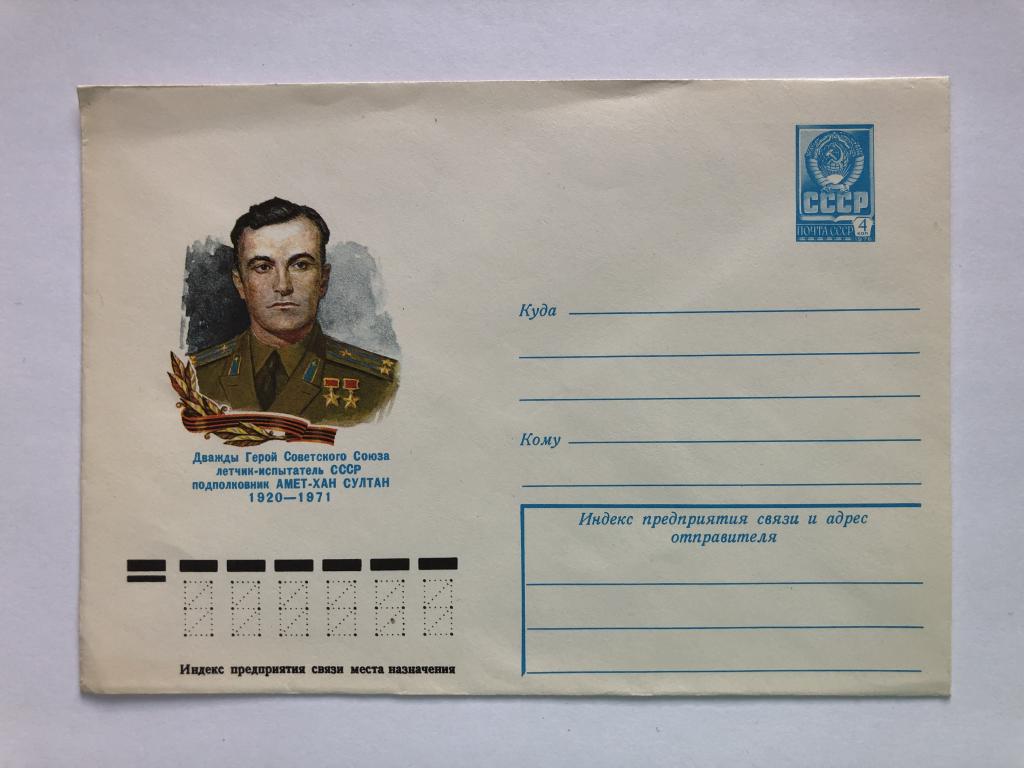 СССР
ПОЧТА СССР
4
КОП
Куда
Кому
Дважды Герой Советского Союза
летчик-испытатель СССР
подполковник АМЕТ-ХАН СУЛТАН
1920—1971
Индекс предприятия связи и адрес
отправителя
Индекс предприятия связи места назначения